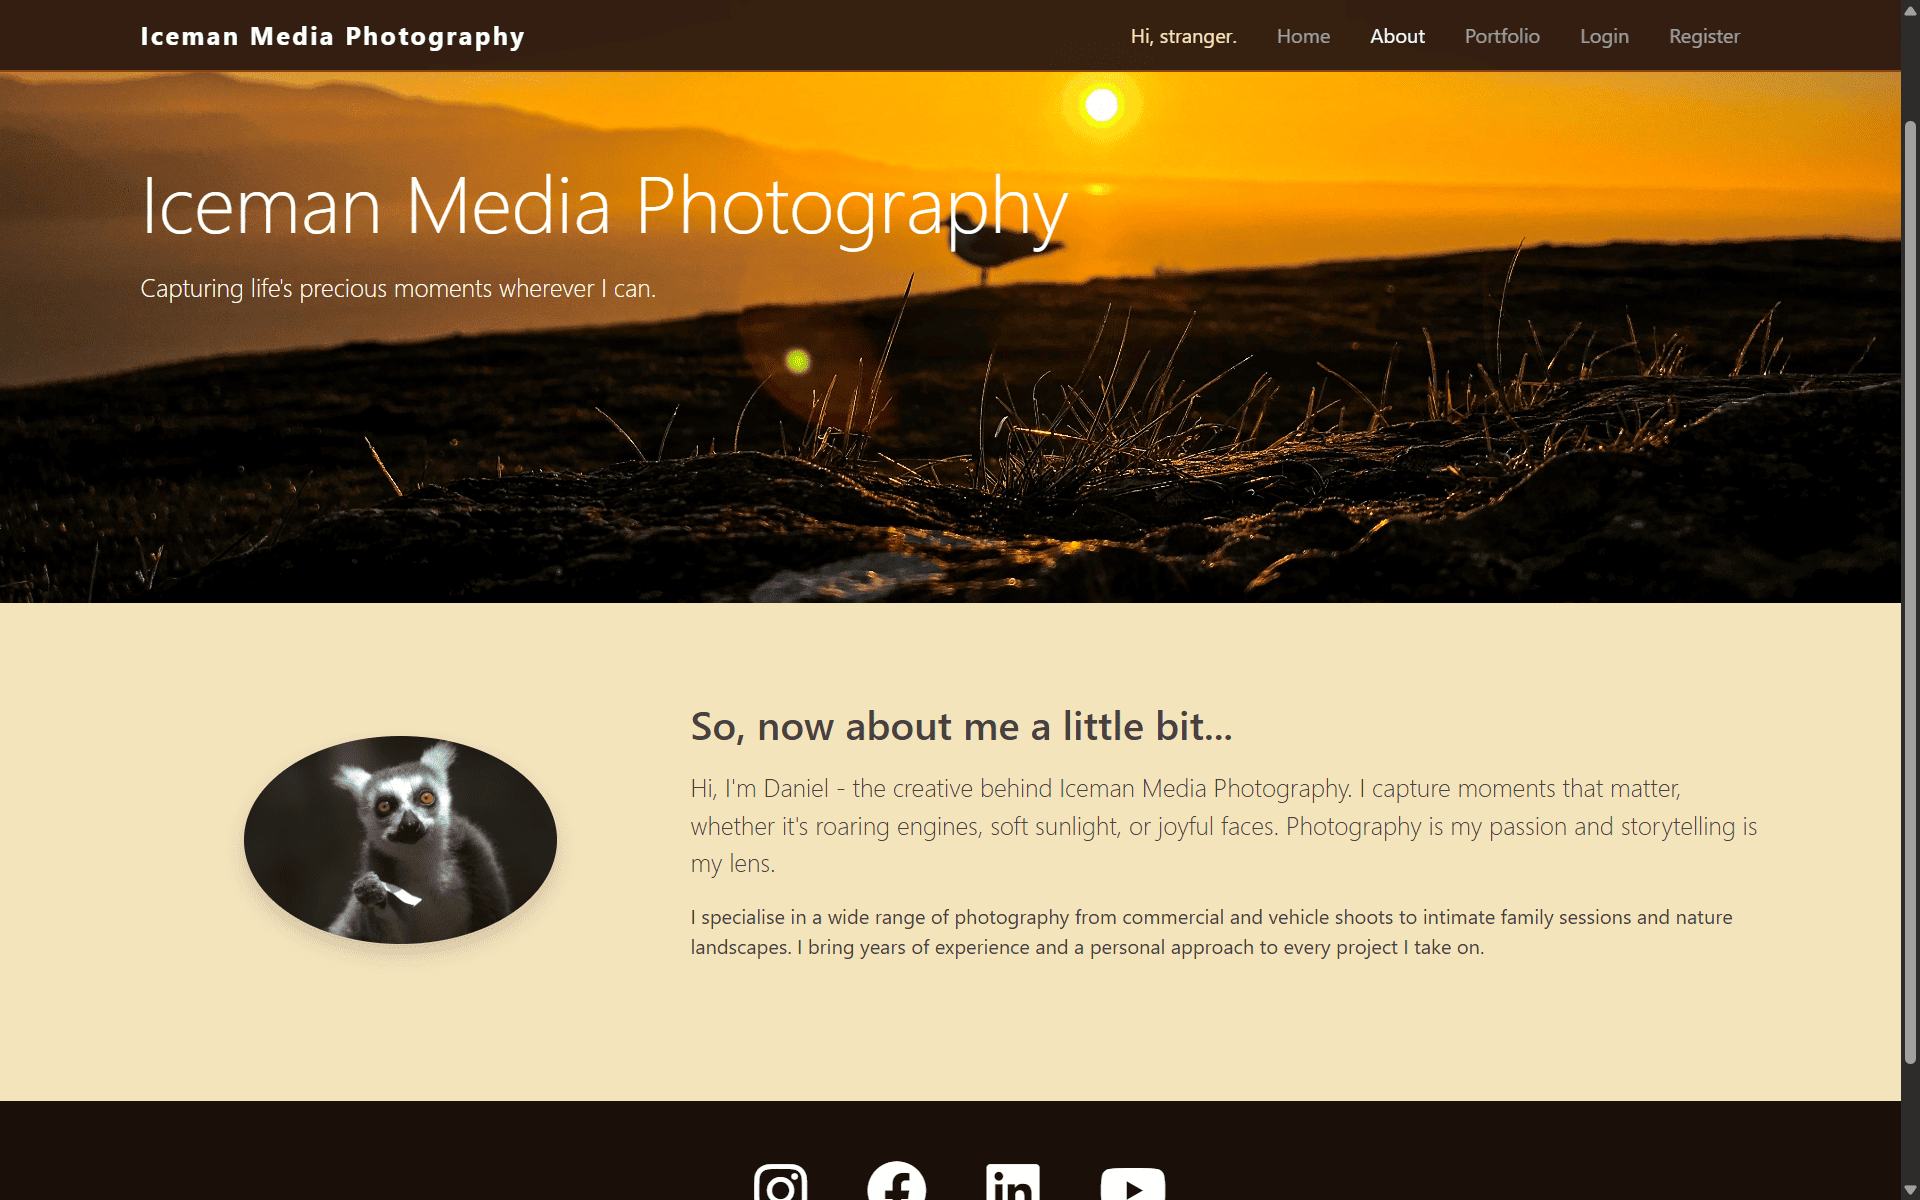 Iceman Media Photography
Hi, stranger. Home About Portfolio Login Register
Iceman Media Photography
Capturing life's precious moments wherever I can.
So, now about me a little bit...
Hi, I'm Daniel - the creative behind Iceman Media Photography. I capture moments that matter,
whether it's roaring engines, soft sunlight, or joyful faces. Photography is my passion and storytelling is
my lens.
I specialise in a wide range of photography from commercial and vehicle shoots to intimate family sessions and nature
landscapes. I bring years of experience and a personal approach to every project I take on.